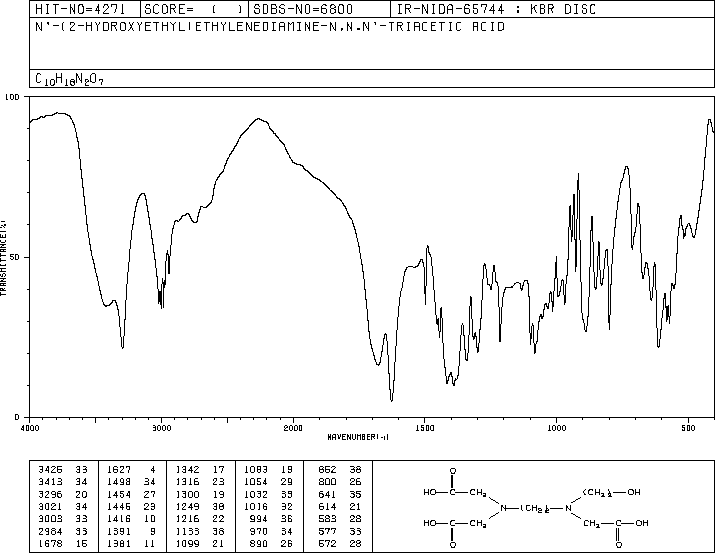 HIT-NO=4271 SCORE= ( ) SDBS-NO=6800 IR-NIDA-65744 : KBR DISC
N'-(2-HYDROXYETHYL)ETHYLENEDIAMINE-N,N,N'-TRIACETIC ACID
C10H18N2O7
100
TRANSMITTANCE(%)
50
0
4000 3000 2000 1500 1000 500
WAVENUMBER(-1)
3425 33 1627 4 1342 17 1083 19 852 38
3413 34 1498 34 1316 23 1054 29 800 26
3296 20 1454 27 1300 19 1032 33 641 35
3021 34 1445 23 1249 38 1016 32 614 21
3003 33 1416 10 1216 22 994 36 583 28
2984 33 1391 9 1133 38 970 34 577 33
1678 15 1381 11 1099 21 890 26 572 28
O
HO C CH2 (CH2)2 OH
N (CH2)2 N
HO C CH2 CH2 C OH
O O